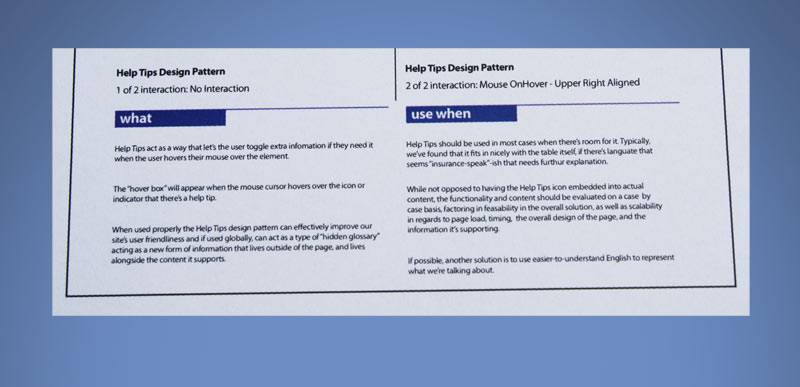 Help Tips Design Pattern
1 of 2 interaction: No Interaction
what
Help Tips act as a way that let's the user toggle extra infomation if they need it
when the user hovers their mouse over the element.
The "hover box" will appear when the mouse cursor hovers over the icon or
indicator that there's a help tip.
When used properly the Help Tips design pattern can effectively improve our
site's user friendliness and if used globally, can act as a type of "hidden glossary"
acting as a new form of information that lives outside of the page, and lives
alongside the content it supports.
Help Tips Design Pattern
2 of 2 interaction: Mouse OnHover - Upper Right Aligned
use when
Help Tips should be used in most cases when there's room for it. Typically,
we've found that it fits in nicely with the table itself, if there's languate that
seems "insurance-speak"-ish that needs furthur explanation.
While not opposed to having the Help Tips icon embedded into actual
content, the functionality and content should be evaluated on a case by
case basis, factoring in feasability in the overall solution, as well as scalability
in regards to page load, timing, the overall design of the page, and the
information it's supporting.
If possible, another solution is to use easier-to-understand English to represent
what we're talking about.